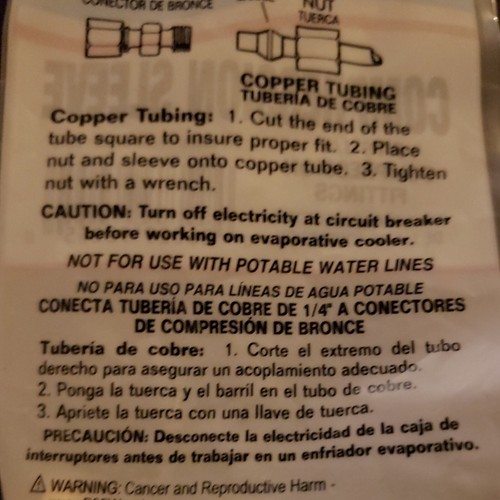 CONECTOR DE BRONCE
NUT
TUERCA
COPPER TUBING
TUBERÍA DE COBRE
Copper Tubing: 1. Cut the end of the
tube square to insure proper fit. 2. Place
nut and sleeve onto copper tube. 3. Tighten
nut with a wrench.
CAUTION: Turn off electricity at circuit breaker
before working on evaporative cooler.
NOT FOR USE WITH POTABLE WATER LINES
NO PARA USO PARA LÍNEAS DE AGUA POTABLE
CONECTA TUBERÍA DE COBRE DE 1/4" A CONECTORES
DE COMPRESIÓN DE BRONCE
Tubería de cobre: 1. Corte el extremo del tubo
derecho para asegurar un acoplamiento adecuado.
2. Ponga la tuerca y el barril en el tubo de cobre.
3. Apriete la tuerca con una llave de tuerca.
PRECAUCIÓN: Desconecte la electricidad de la caja de
interruptores antes de trabajar en un enfriador evaporativo.
⚠ WARNING: Cancer and Reproductive Harm -